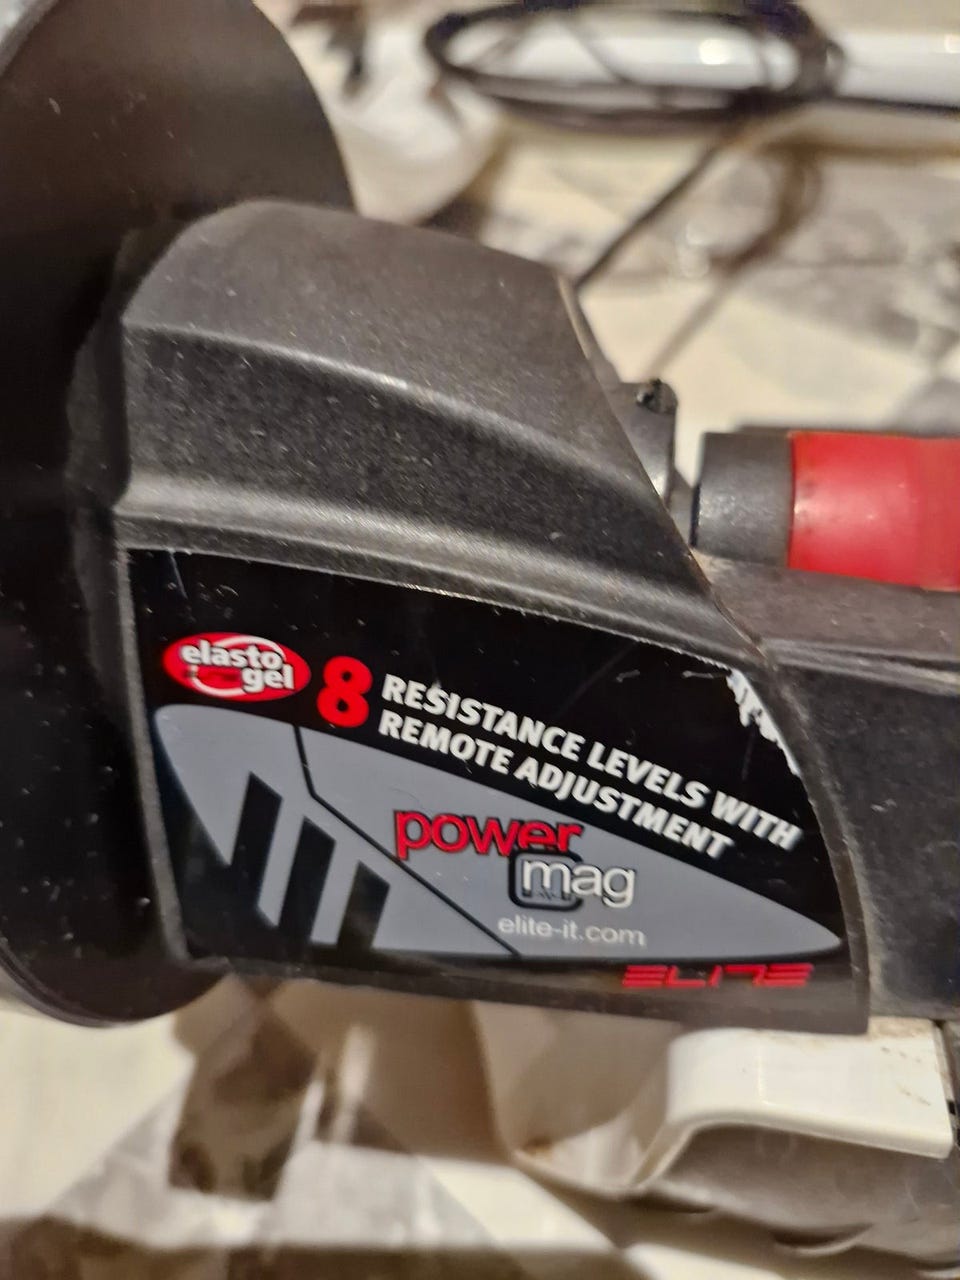 elasto
gel
8 RESISTANCE LEVELS WITH
REMOTE ADJUSTMENT
power
mag
elite-it.com
ELITE